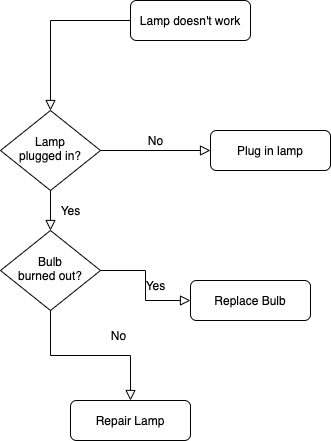 Lamp doesn't work
Lamp
plugged in?
No
Plug in lamp
Yes
Bulb
burned out?
Yes
Replace Bulb
No
Repair Lamp